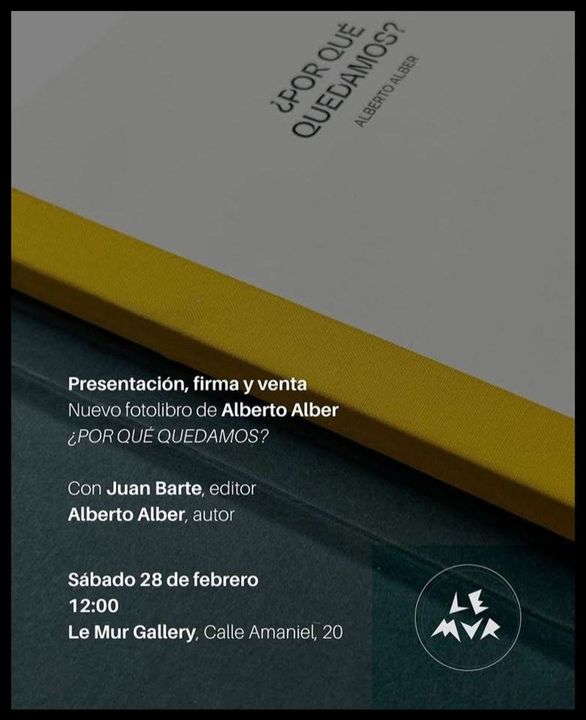 ¿POR QUÉ
QUEDAMOS?
ALBERTO ALBER
Presentación, firma y venta
Nuevo fotolibro de Alberto Alber
¿POR QUÉ QUEDAMOS?
Con Juan Barte, editor
Alberto Alber, autor
Sábado 28 de febrero
12:00
Le Mur Gallery, Calle Amaniel, 20
LE
MUR